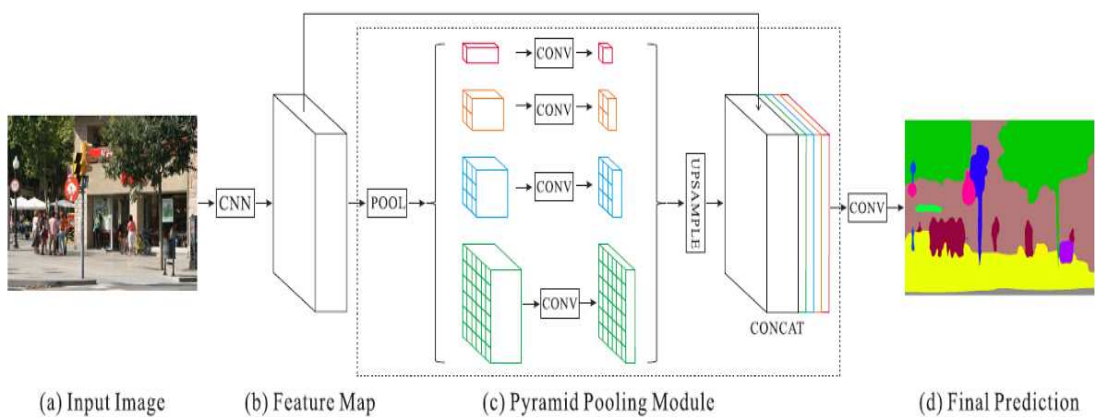 CONV
CONV
CONV
CONV
CNN
POOL
UPSAMPLE
CONV
CONCAT
(a) Input Image
(b) Feature Map
(c) Pyramid Pooling Module
(d) Final Prediction